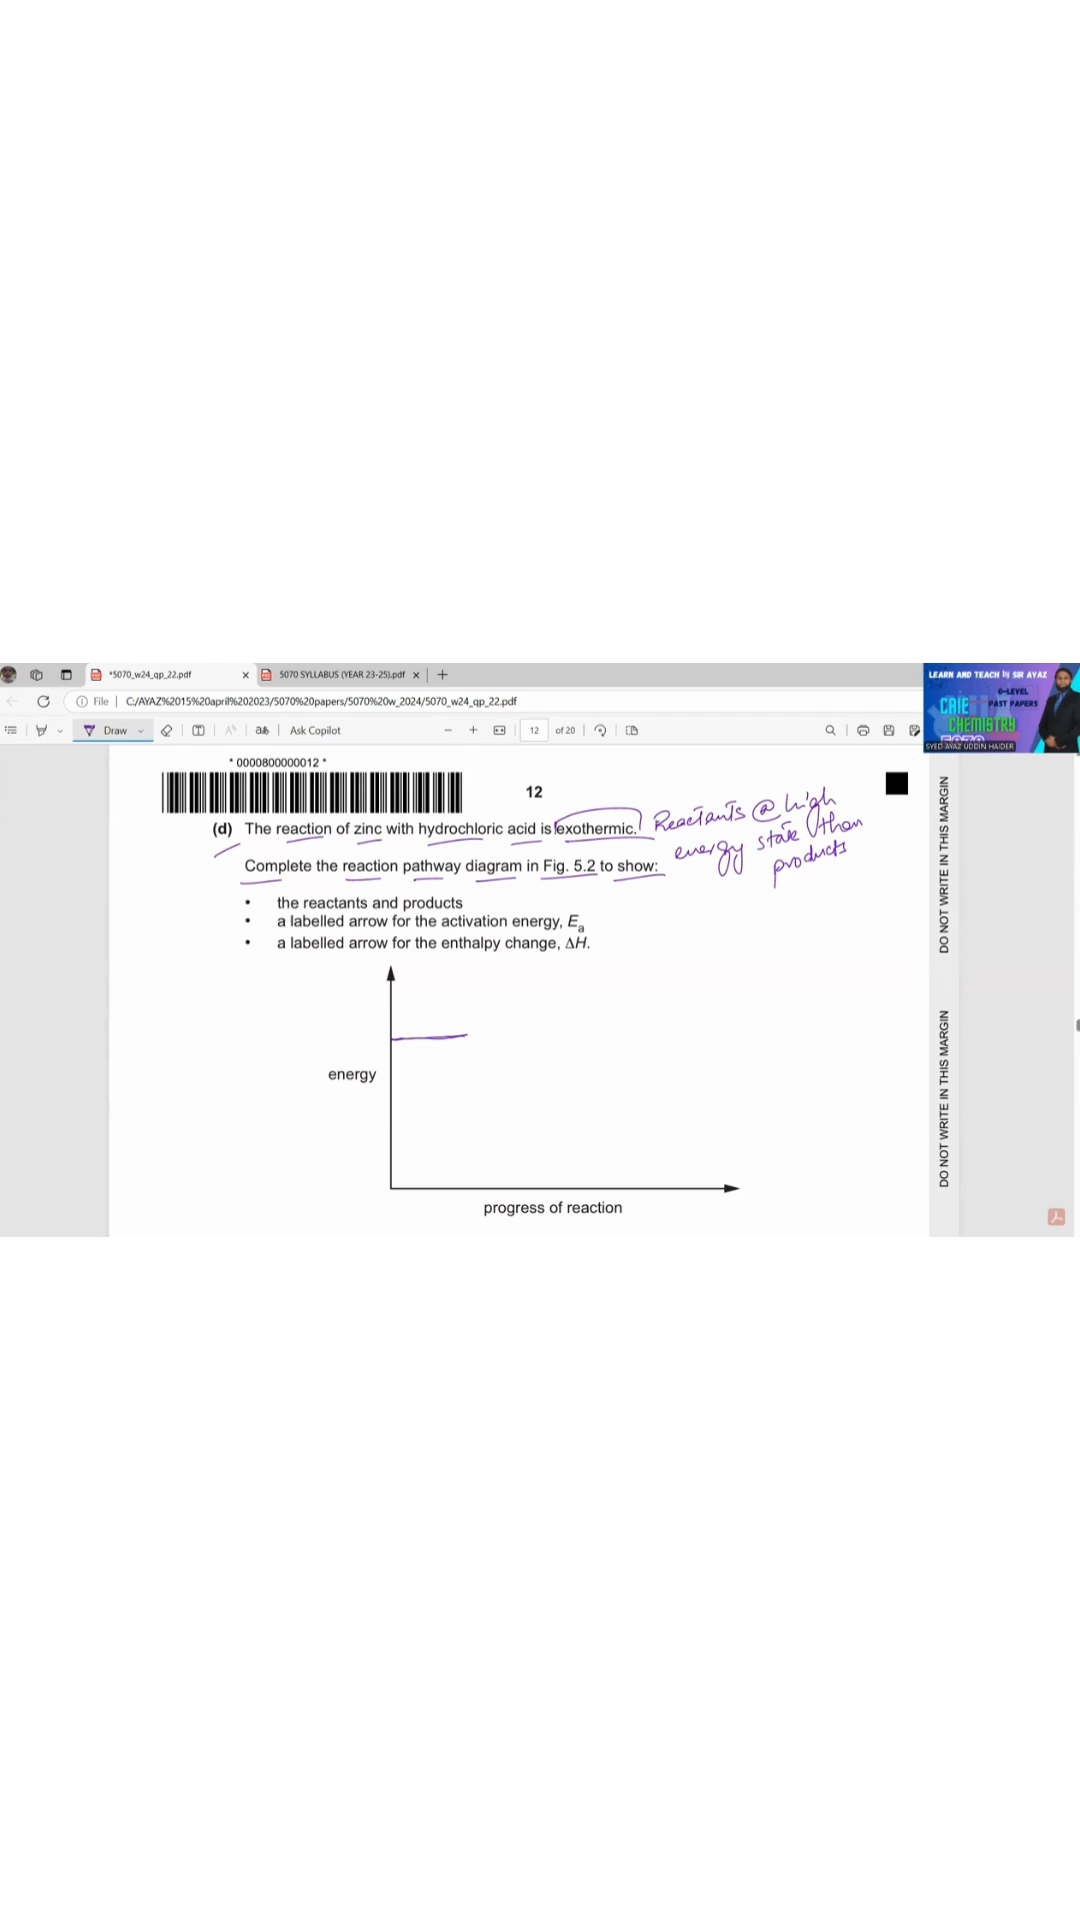 *5070_w24_qp_22.pdf
5070 SYLLABUS (YEAR 23-25).pdf
File
C:/AYAZ%2015%20april%202023/5070%20papers/5070%20w_2024/5070_w24_qp_22.pdf
Draw
Ask Copilot
12
of 20
LEARN AND TEACH by SIR AYAZ
O-LEVEL
CAIE PAST PAPERS
CHEMISTRY
5070
SYED AYAZ UDDIN HAIDER
* 0000800000012 *
12
(d) The reaction of zinc with hydrochloric acid is exothermic.
Reactants @ high
energy state than
products
Complete the reaction pathway diagram in Fig. 5.2 to show:
• the reactants and products
• a labelled arrow for the activation energy, Ea
• a labelled arrow for the enthalpy change, ΔH.
energy
progress of reaction
DO NOT WRITE IN THIS MARGIN
DO NOT WRITE IN THIS MARGIN